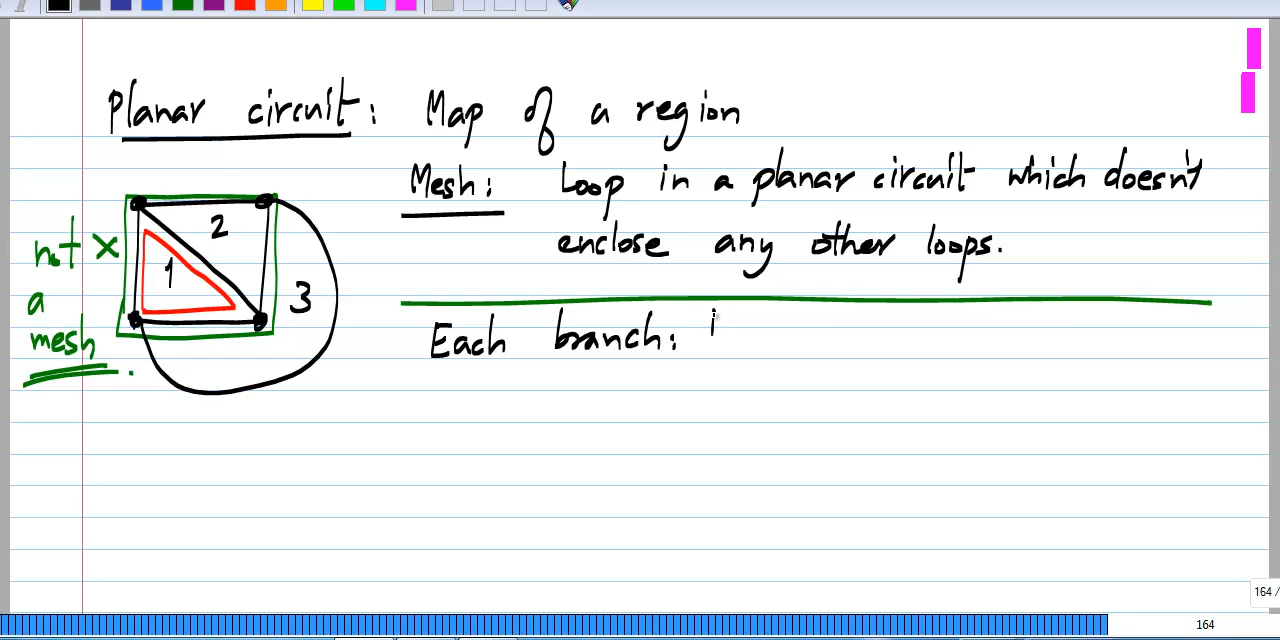 Planar circuit: Map of a region
Mesh: Loop in a planar circuit which doesn't
enclose any other loops.
not X
a
mesh.
2
1
3
Each branch: i
164 /
164